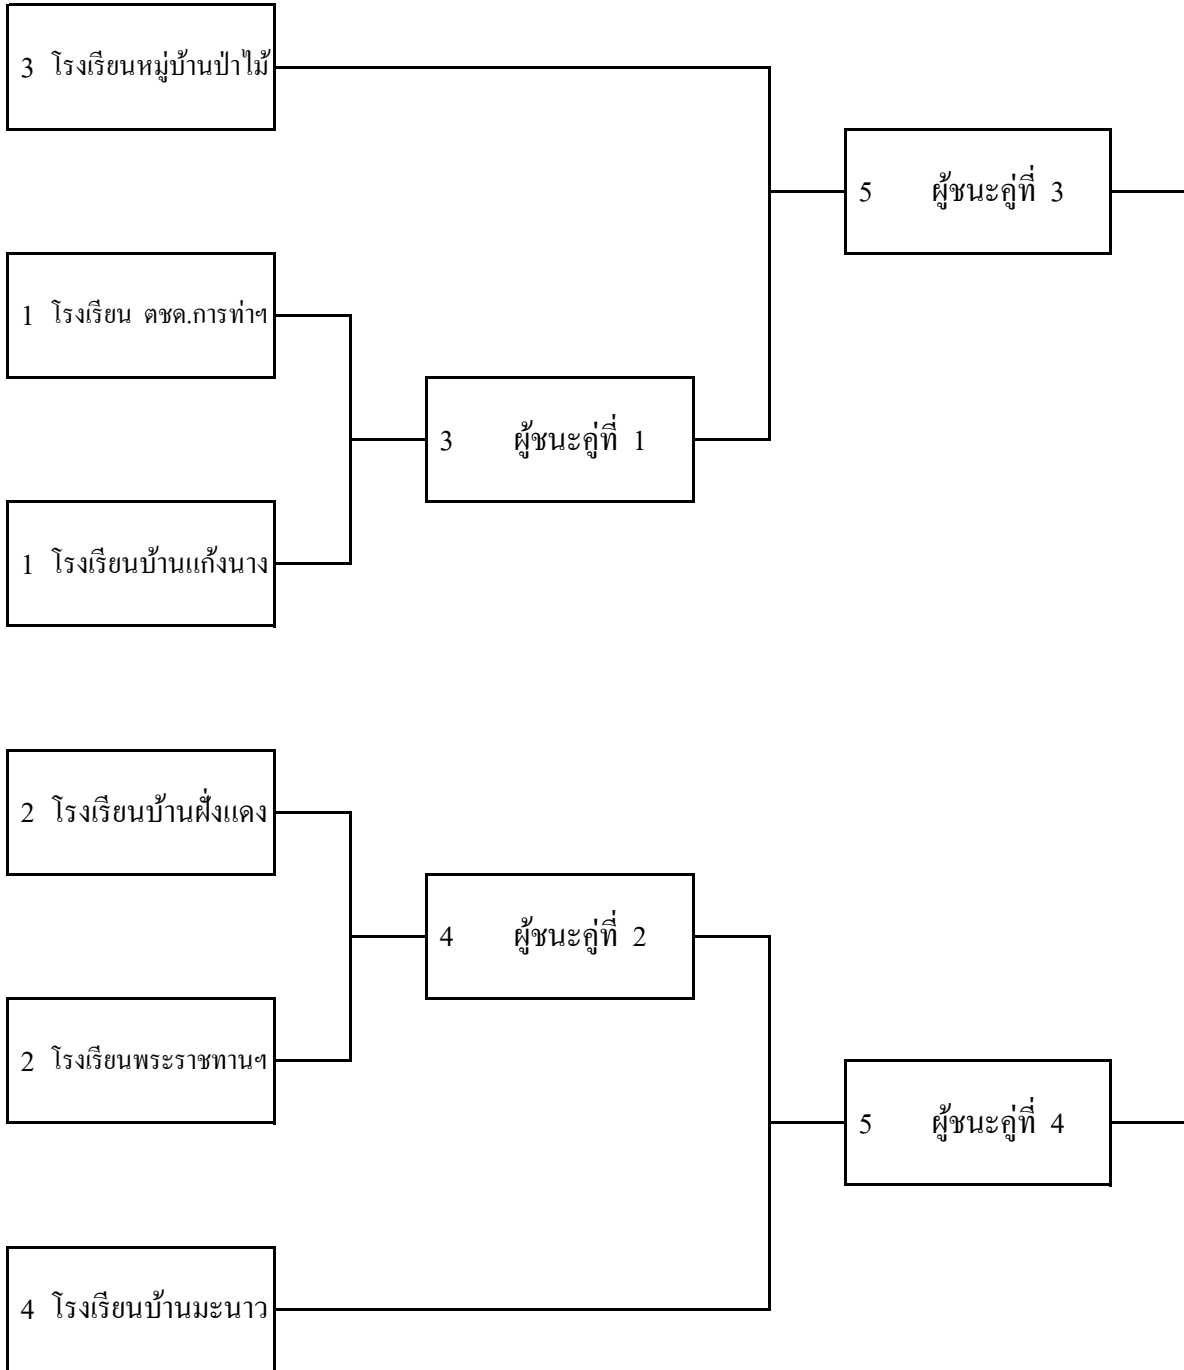 3 โรงเรียนหมู่บ้านป่าไม้
5 ผู้ชนะคู่ที่ 3
1 โรงเรียน ตชด.การท่าฯ
3 ผู้ชนะคู่ที่ 1
1 โรงเรียนบ้านแก้งนาง
2 โรงเรียนบ้านฝั่งแดง
4 ผู้ชนะคู่ที่ 2
2 โรงเรียนพระราชทานฯ
5 ผู้ชนะคู่ที่ 4
4 โรงเรียนบ้านมะนาว